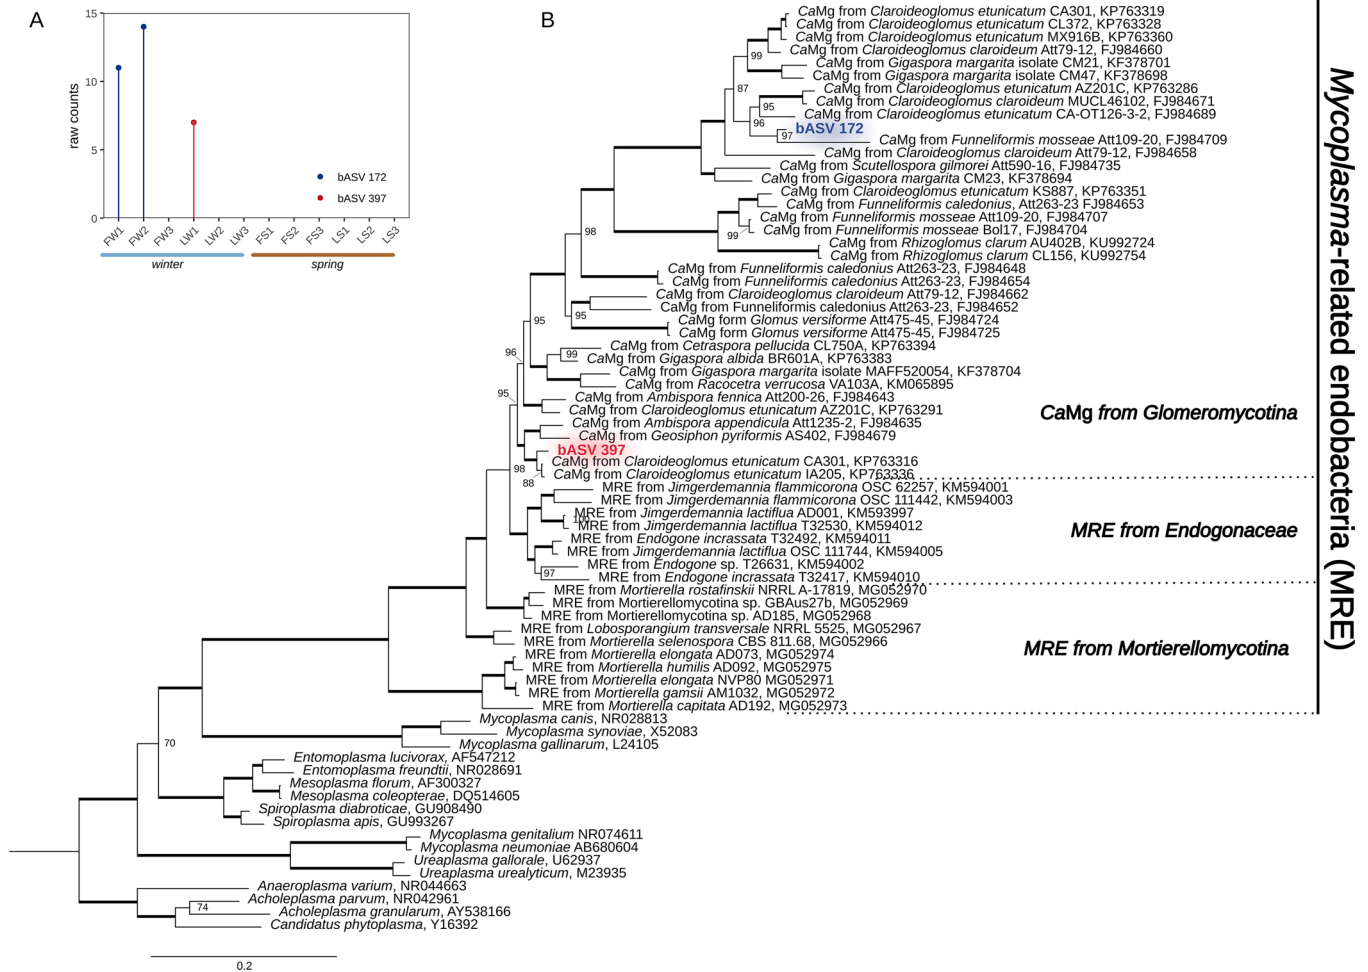 A
15
10
5
0
raw counts
bASV 172
bASV 397
FW1
FW2
FW3
LW1
LW2
LW3
FS1
FS2
FS3
LS1
LS2
LS3
winter
spring
B
CaMg from Claroideoglomus etunicatum CA301, KP763319
CaMg from Claroideoglomus etunicatum CL372, KP763328
CaMg from Claroideoglomus etunicatum MX916B, KP763360
CaMg from Claroideoglomus claroideum Att79-12, FJ984660
99
CaMg from Gigaspora margarita isolate CM21, KF378701
CaMg from Gigaspora margarita isolate CM47, KF378698
87
CaMg from Claroideoglomus etunicatum AZ201C, KP763286
CaMg from Claroideoglomus claroideum MUCL46102, FJ984671
95
CaMg from Claroideoglomus etunicatum CA-OT126-3-2, FJ984689
96
bASV 172
97
CaMg from Funneliformis mosseae Att109-20, FJ984709
CaMg from Claroideoglomus claroideum Att79-12, FJ984658
CaMg from Scutellospora gilmorei Att590-16, FJ984735
CaMg from Gigaspora margarita CM23, KF378694
CaMg from Claroideoglomus etunicatum KS887, KP763351
CaMg from Funneliformis caledonius, Att263-23 FJ984653
CaMg from Funneliformis mosseae Att109-20, FJ984707
CaMg from Funneliformis mosseae Bol17, FJ984704
99
98
CaMg from Rhizoglomus clarum AU402B, KU992724
CaMg from Rhizoglomus clarum CL156, KU992754
CaMg from Funneliformis caledonius Att263-23, FJ984648
CaMg from Funneliformis caledonius Att263-23, FJ984654
CaMg from Claroideoglomus claroideum Att79-12, FJ984662
CaMg from Funneliformis caledonius Att263-23, FJ984652
95
95
CaMg form Glomus versiforme Att475-45, FJ984724
CaMg form Glomus versiforme Att475-45, FJ984725
CaMg from Cetraspora pellucida CL750A, KP763394
99
96
CaMg from Gigaspora albida BR601A, KP763383
CaMg from Gigaspora margarita isolate MAFF520054, KF378704
CaMg from Racocetra verrucosa VA103A, KM065895
95
CaMg from Ambispora fennica Att200-26, FJ984643
CaMg from Claroideoglomus etunicatum AZ201C, KP763291
CaMg from Ambispora appendicula Att1235-2, FJ984635
CaMg from Geosiphon pyriformis AS402, FJ984679
bASV 397
CaMg from Claroideoglomus etunicatum CA301, KP763316
98
CaMg from Claroideoglomus etunicatum IA205, KP763336
88
MRE from Jimgerdemannia flammicorona OSC 62257, KM594001
MRE from Jimgerdemannia flammicorona OSC 111442, KM594003
MRE from Jimgerdemannia lactiflua AD001, KM593997
100
MRE from Jimgerdemannia lactiflua T32530, KM594012
MRE from Endogone incrassata T32492, KM594011
MRE from Jimgerdemannia lactiflua OSC 111744, KM594005
MRE from Endogone sp. T26631, KM594002
97
MRE from Endogone incrassata T32417, KM594010
MRE from Mortierella rostafinskii NRRL A-17819, MG052970
MRE from Mortierellomycotina sp. GBAus27b, MG052969
MRE from Mortierellomycotina sp. AD185, MG052968
MRE from Lobosporangium transversale NRRL 5525, MG052967
MRE from Mortierella selenospora CBS 811.68, MG052966
MRE from Mortierella elongata AD073, MG052974
MRE from Mortierella humilis AD092, MG052975
MRE from Mortierella elongata NVP80 MG052971
MRE from Mortierella gamsii AM1032, MG052972
MRE from Mortierella capitata AD192, MG052973
Mycoplasma canis, NR028813
Mycoplasma synoviae, X52083
Mycoplasma gallinarum, L24105
70
Entomoplasma lucivorax, AF547212
Entomoplasma freundtii, NR028691
Mesoplasma florum, AF300327
Mesoplasma coleopterae, DQ514605
Spiroplasma diabroticae, GU908490
Spiroplasma apis, GU993267
Mycoplasma genitalium NR074611
Mycoplasma neumoniae AB680604
Ureaplasma gallorale, U62937
Ureaplasma urealyticum, M23935
Anaeroplasma varium, NR044663
Acholeplasma parvum, NR042961
74
Acholeplasma granularum, AY538166
Candidatus phytoplasma, Y16392
0.2
CaMg from Glomeromycotina
MRE from Endogonaceae
MRE from Mortierellomycotina
Mycoplasma-related endobacteria (MRE)